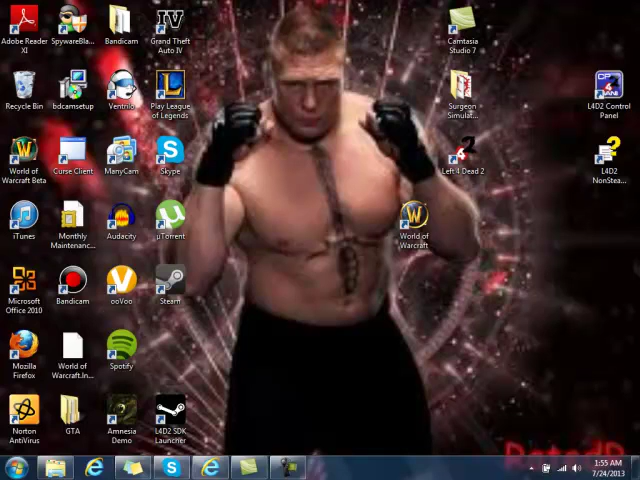 Adobe Reader XI
SpywareBla...
Bandicam
Grand Theft Auto IV
Camtasia Studio 7
Recycle Bin
bdcamsetup
Ventrilo
Play League of Legends
Surgeon Simulat...
L4D2 Control Panel
World of Warcraft Beta
Curse Client
ManyCam
Skype
Left 4 Dead 2
L4D2 NonStea...
iTunes
Monthly Maintenanc...
Audacity
µTorrent
World of Warcraft
Microsoft Office 2010
Bandicam
ooVoo
Steam
Mozilla Firefox
World of Warcraft.In...
Spotify
Norton AntiVirus
GTA
Amnesia Demo
L4D2 SDK Launcher
1:55 AM
7/24/2013